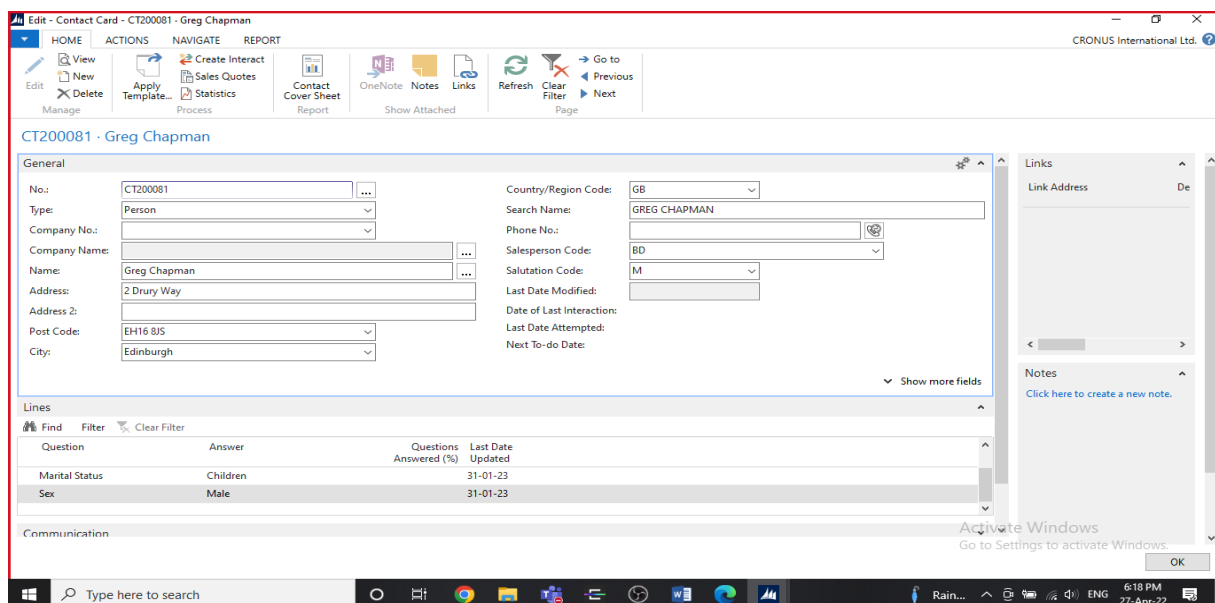 Edit - Contact Card - CT200081 · Greg Chapman
HOME ACTIONS NAVIGATE REPORT CRONUS International Ltd.
Edit
View
New
Delete
Manage
Apply Template...
Create Interact
Sales Quotes
Statistics
Process
Contact Cover Sheet
Report
OneNote Notes Links
Show Attached
Refresh Clear Filter
Go to
Previous
Next
Page
CT200081 · Greg Chapman
General
No.: CT200081 ...
Type: Person
Company No.:
Company Name: ...
Name: Greg Chapman ...
Address: 2 Drury Way
Address 2:
Post Code: EH16 8JS
City: Edinburgh
Country/Region Code: GB
Search Name: GREG CHAPMAN
Phone No.:
Salesperson Code: BD
Salutation Code: M
Last Date Modified:
Date of Last Interaction:
Last Date Attempted:
Next To-do Date:
Show more fields
Links
Link Address De
Notes
Click here to create a new note.
Lines
Find Filter Clear Filter
Question Answer Questions Answered (%) Last Date Updated
Marital Status Children 31-01-23
Sex Male 31-01-23
Communication
Activate Windows
Go to Settings to activate Windows.
OK
Type here to search
Rain... ENG 6:18 PM
27-Apr-22